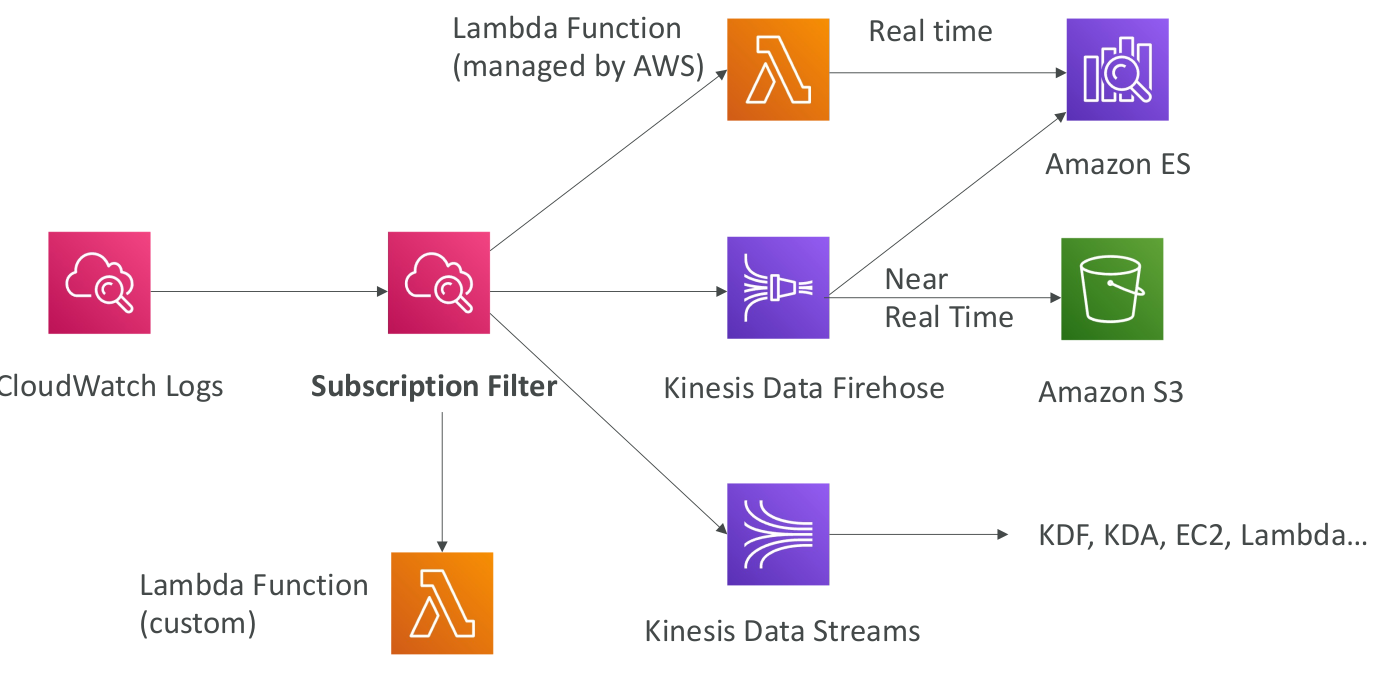 Lambda Function
(managed by AWS)
Real time
Amazon ES
CloudWatch Logs
Subscription Filter
Near
Real Time
Kinesis Data Firehose
Amazon S3
Lambda Function
(custom)
Kinesis Data Streams
KDF, KDA, EC2, Lambda...